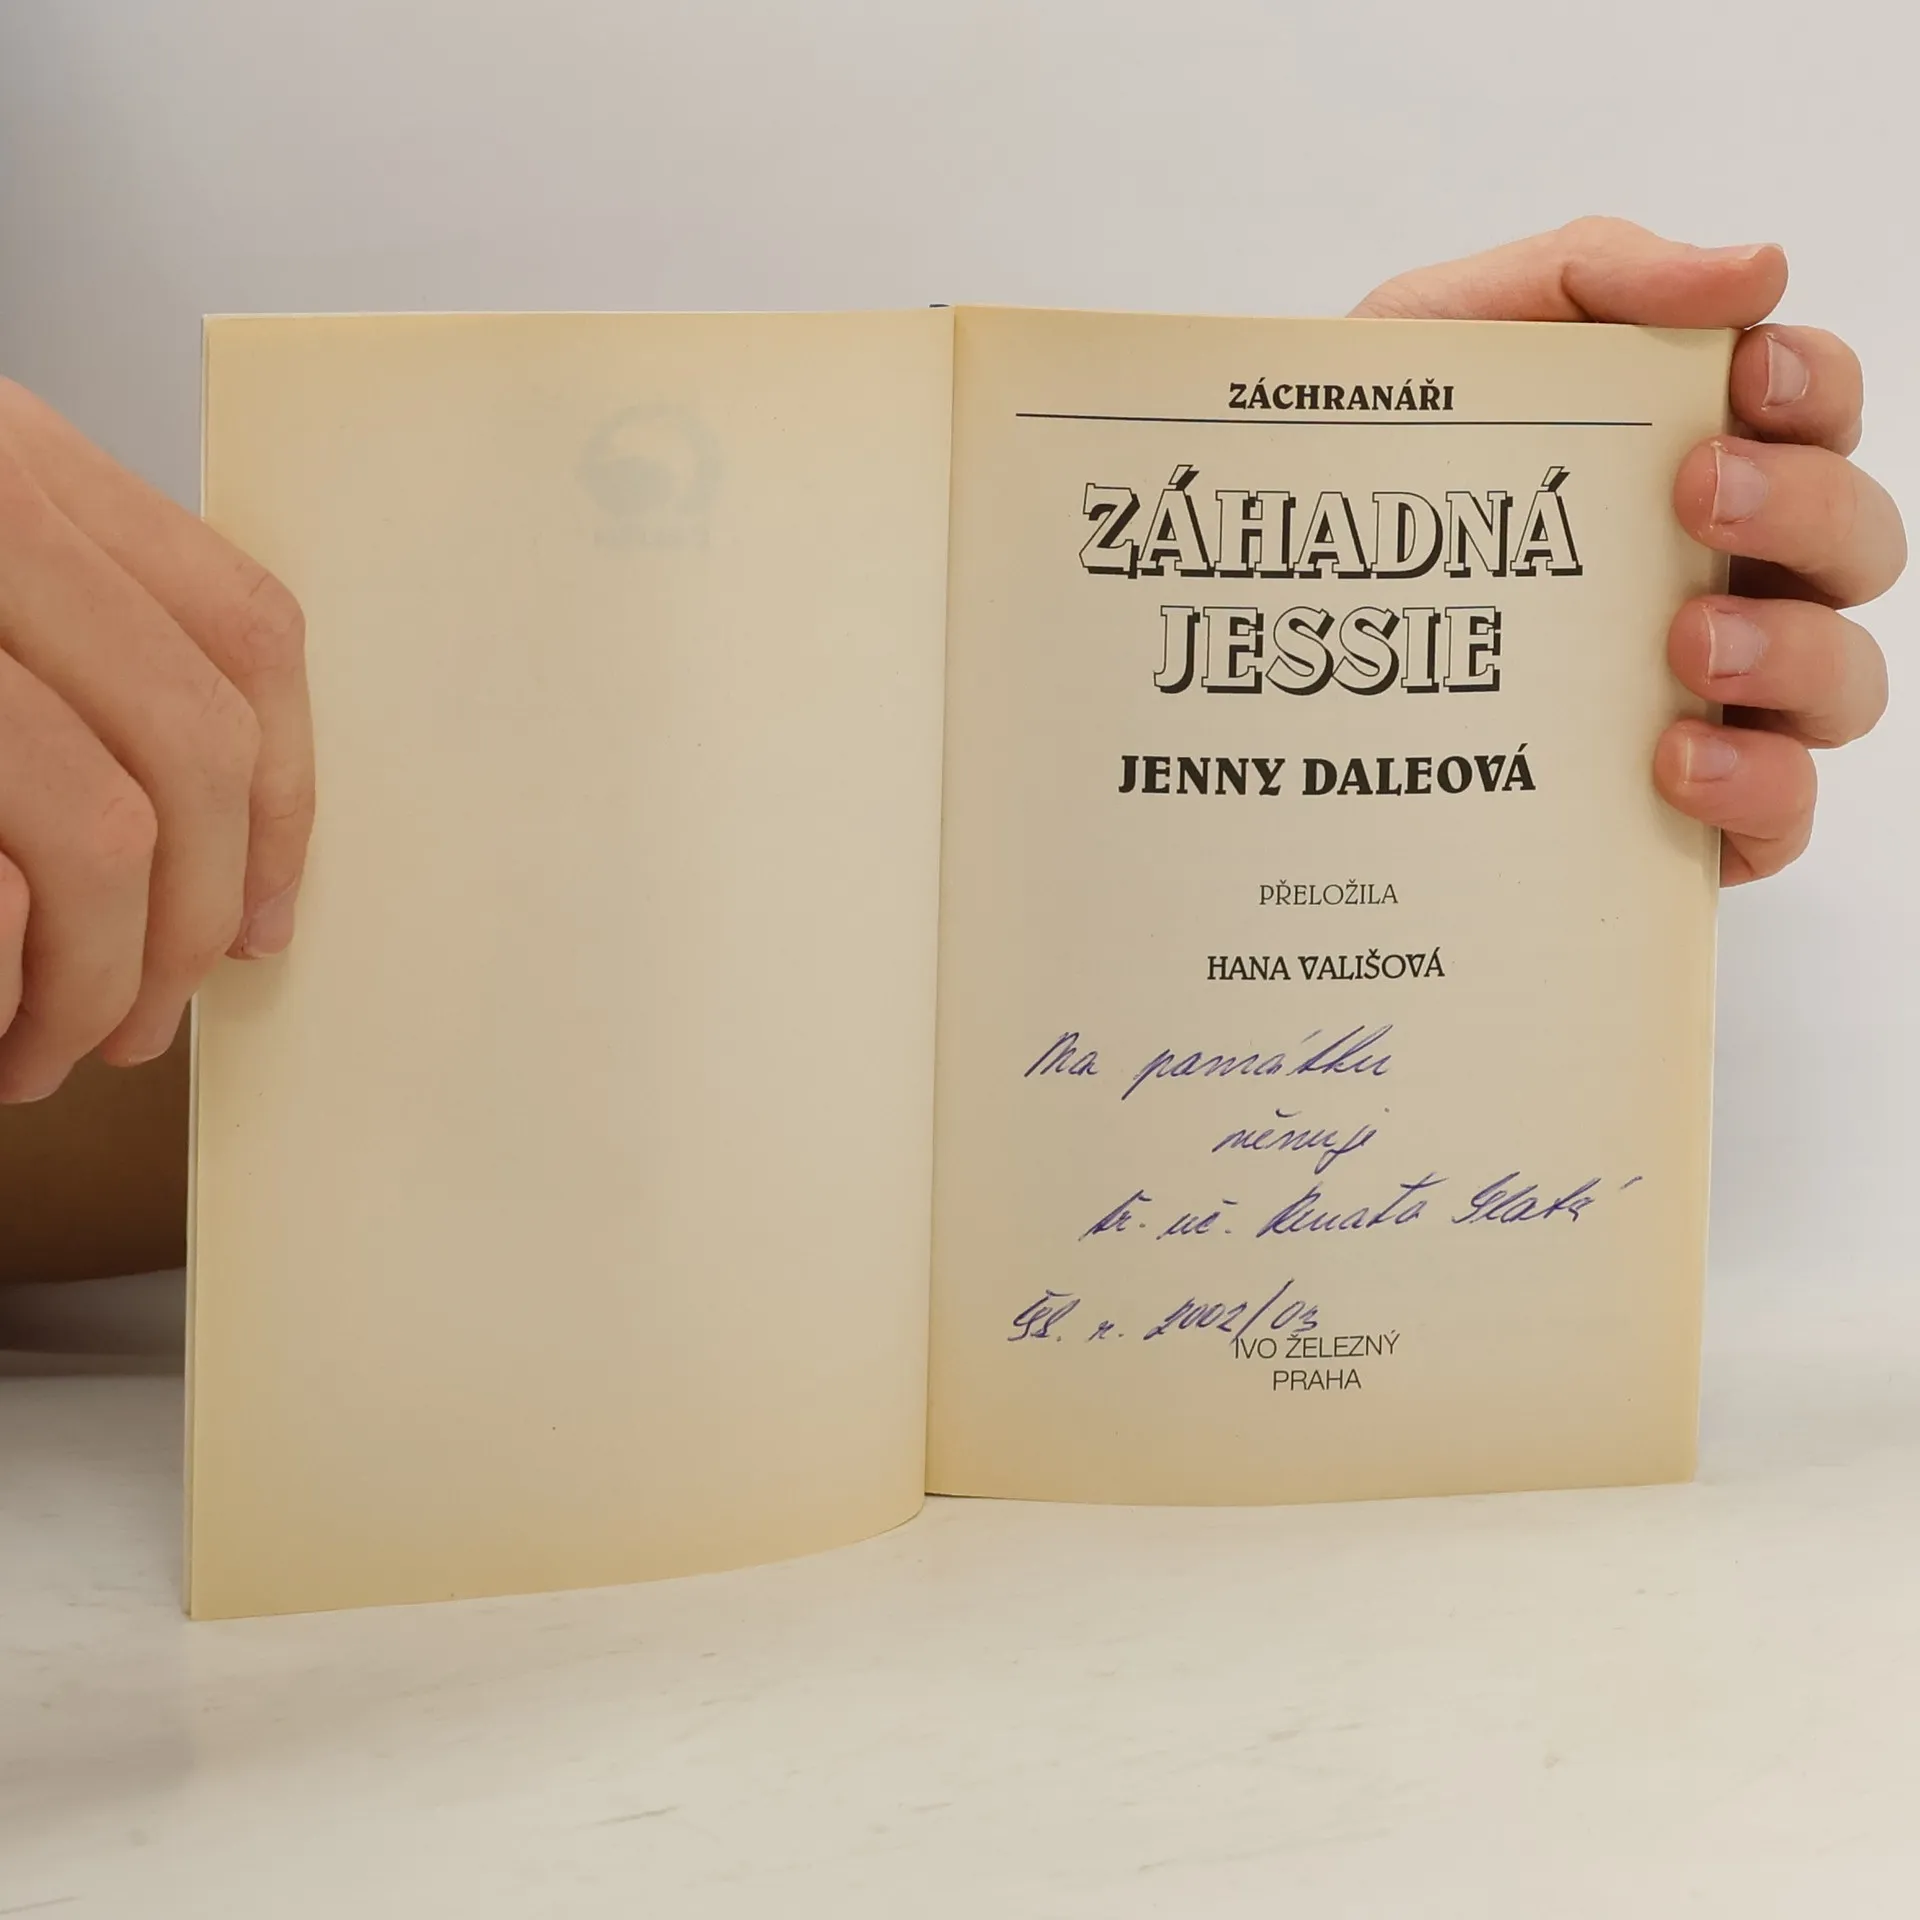 ZÁCHRANÁŘI
ZÁHADNÁ
JESSIE
JENNY DALEOVÁ
PŘELOŽILA
HANA VALIŠOVÁ
Na památku
věnuje
tř. uč. Renata Zlatá
Šk. r. 2002/03
IVO ŽELEZNÝ
PRAHA